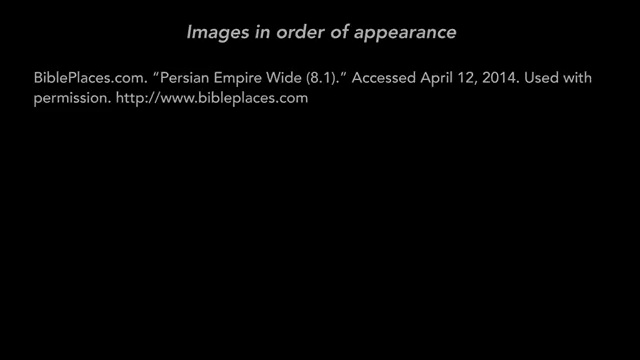 Images in order of appearance
BiblePlaces.com. “Persian Empire Wide (8.1).” Accessed April 12, 2014. Used with
permission. http://www.bibleplaces.com